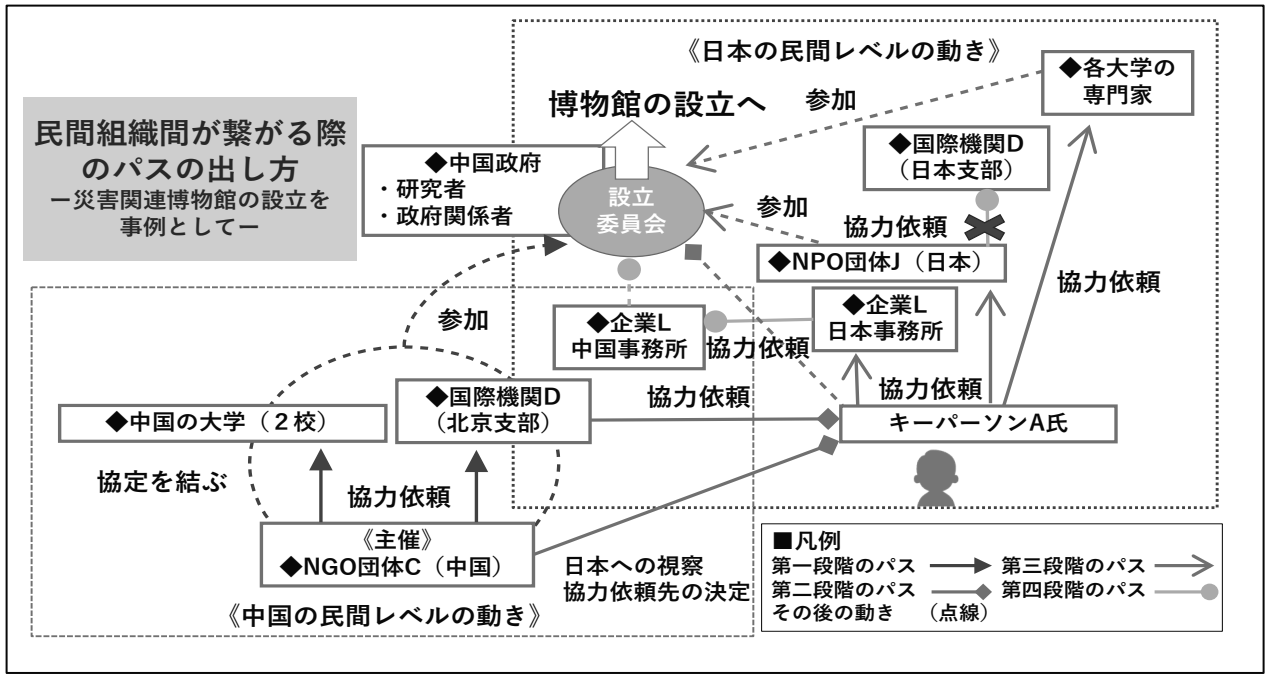 民間組織間が繋がる際
のパスの出し方
ー災害関連博物館の設立を
事例としてー
《日本の民間レベルの動き》
博物館の設立へ
参加
◆各大学の
専門家
◆中国政府
・研究者
・政府関係者
設立
委員会
◆国際機関D
（日本支部）
参加
協力依頼
◆NPO団体J（日本）
協力依頼
参加
◆企業L
中国事務所
協力依頼
◆企業L
日本事務所
◆中国の大学（２校）
◆国際機関D
（北京支部）
協力依頼
協力依頼
キーパーソンA氏
協定を結ぶ
協力依頼
《主催》
◆NGO団体C（中国）
日本への視察
協力依頼先の決定
《中国の民間レベルの動き》
■凡例
第一段階のパス
第三段階のパス
第二段階のパス
第四段階のパス
その後の動き
（点線）